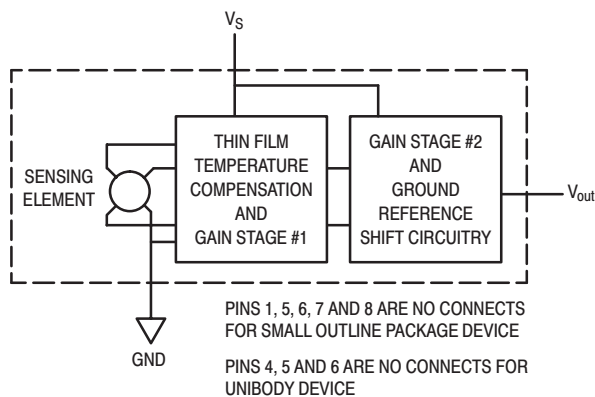 VS
SENSING
ELEMENT
THIN FILM
TEMPERATURE
COMPENSATION
AND
GAIN STAGE #1
GAIN STAGE #2
AND
GROUND
REFERENCE
SHIFT CIRCUITRY
Vout
GND
PINS 1, 5, 6, 7 AND 8 ARE NO CONNECTS
FOR SMALL OUTLINE PACKAGE DEVICE
PINS 4, 5 AND 6 ARE NO CONNECTS FOR
UNIBODY DEVICE